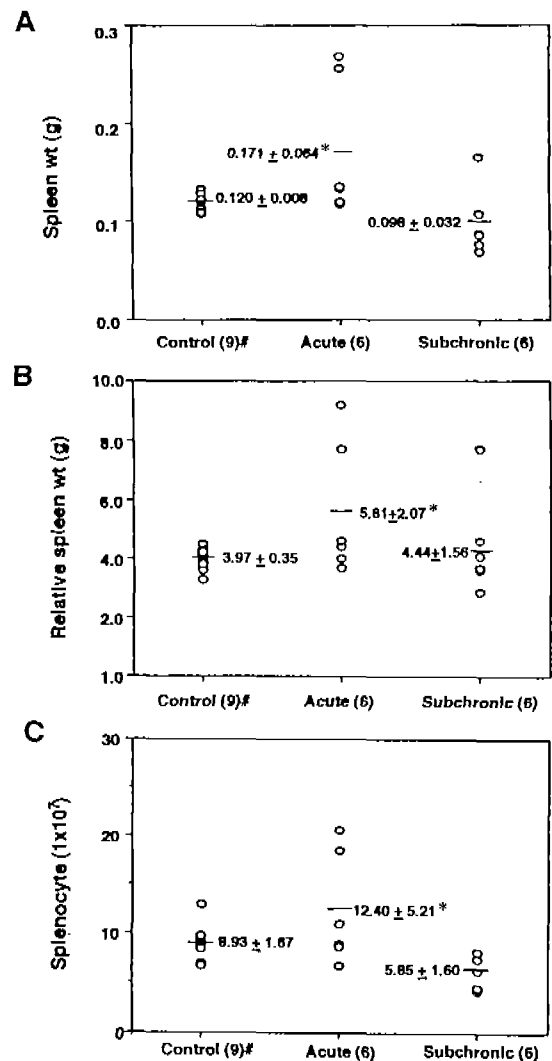 A
Spleen wt (g)
0.3
0.2
0.1
0.0
0.171 ± 0.064*
0.120 ± 0.008
0.098 ± 0.032
Control (9)# Acute (6) Subchronic (6)
B
Relative spleen wt (g)
10.0
8.0
6.0
4.0
2.0
1.0
5.81±2.07 *
3.97 ± 0.35
4.44±1.56
Control (9)# Acute (6) Subchronic (6)
C
Splenocyte (1x10⁷)
30
20
10
0
12.40 ± 5.21 *
8.93 ± 1.67
5.85 ± 1.60
Control (9)# Acute (6) Subchronic (6)